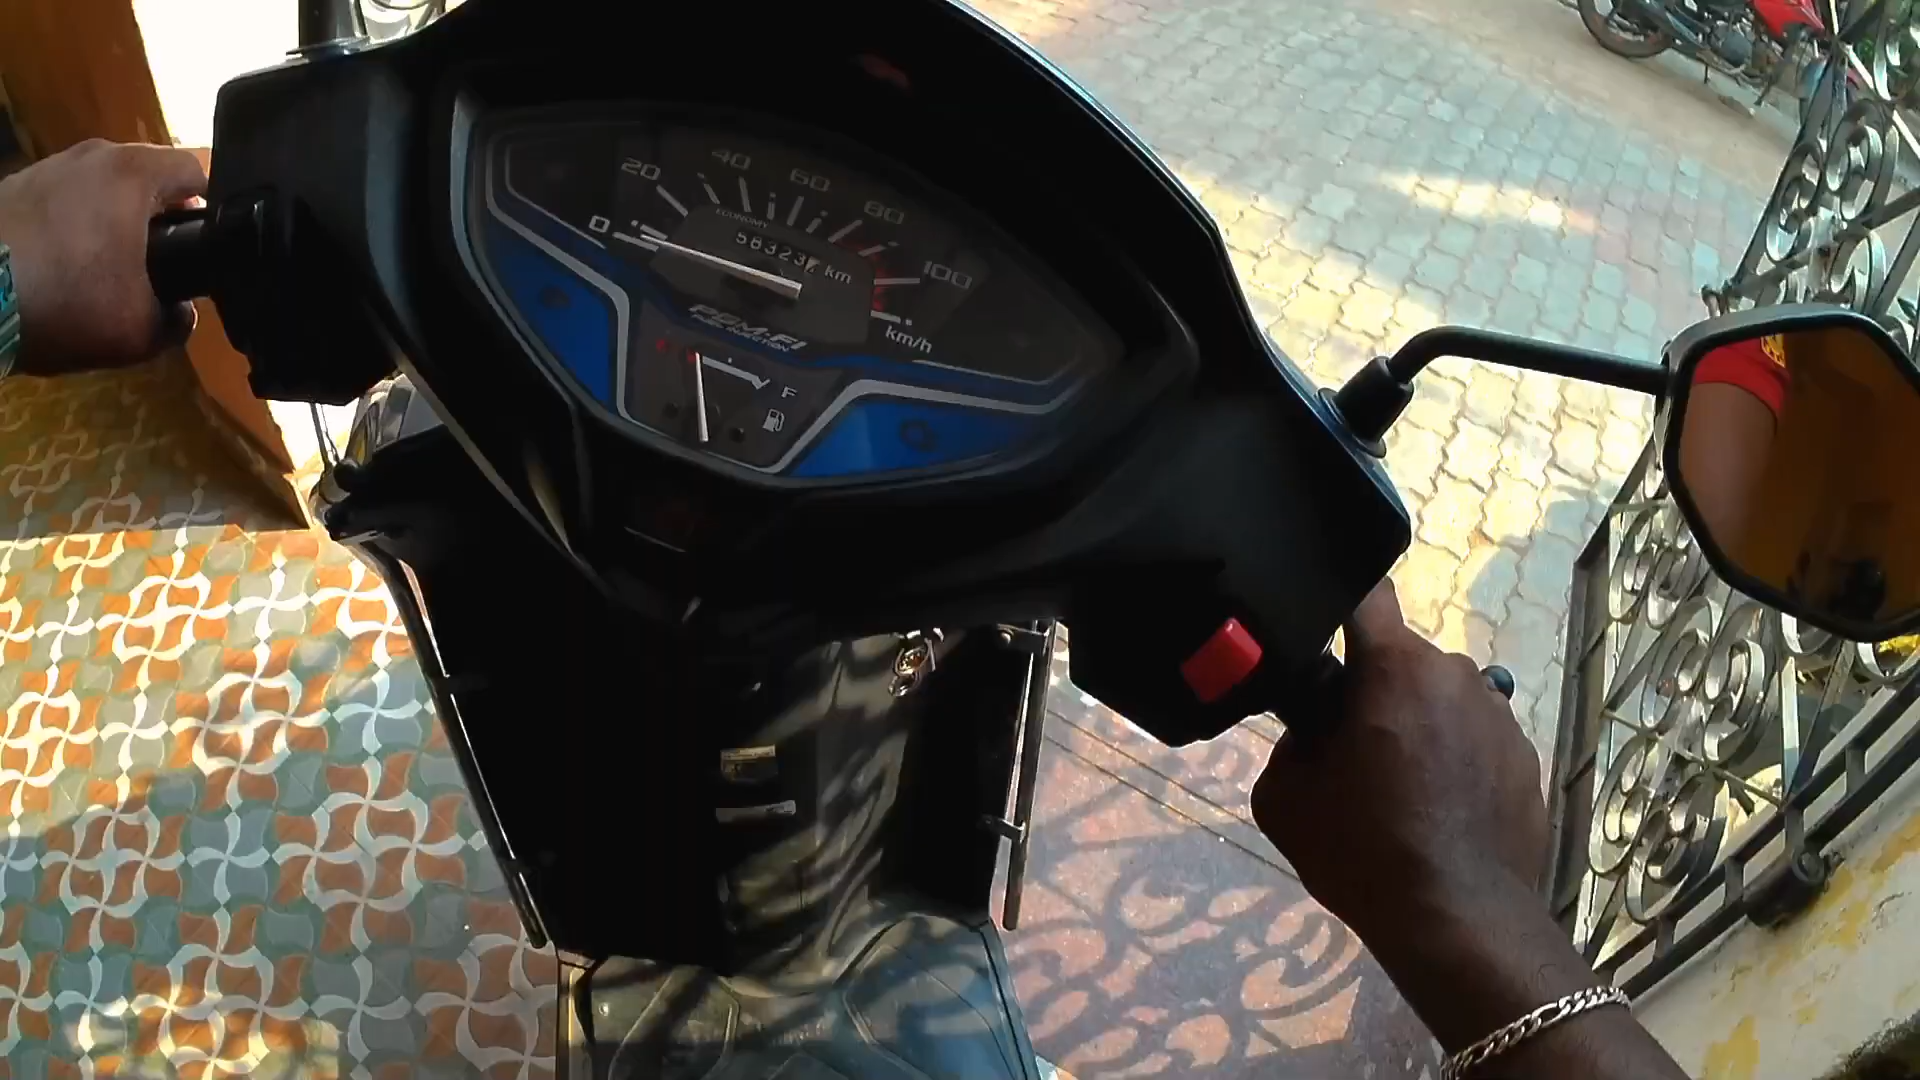 0 20 40 60 80 100
ECONOMY
58323 km
km/h
PGM-FI
FUEL INJECTION
F